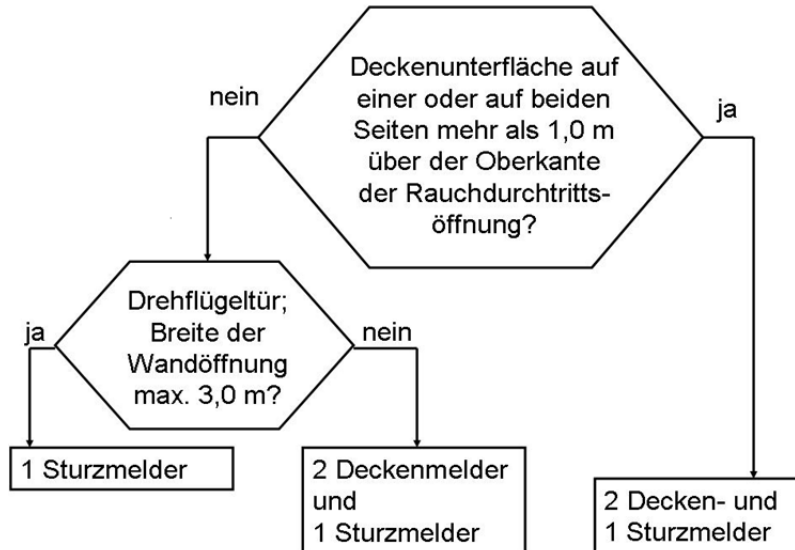 Deckenunterfläche auf
einer oder auf beiden
Seiten mehr als 1,0 m
über der Oberkante
der Rauchdurchtritts-
öffnung?
nein
ja
Drehflügeltür;
Breite der
Wandöffnung
max. 3,0 m?
ja
nein
1 Sturzmelder
2 Deckenmelder
und
1 Sturzmelder
2 Decken- und
1 Sturzmelder